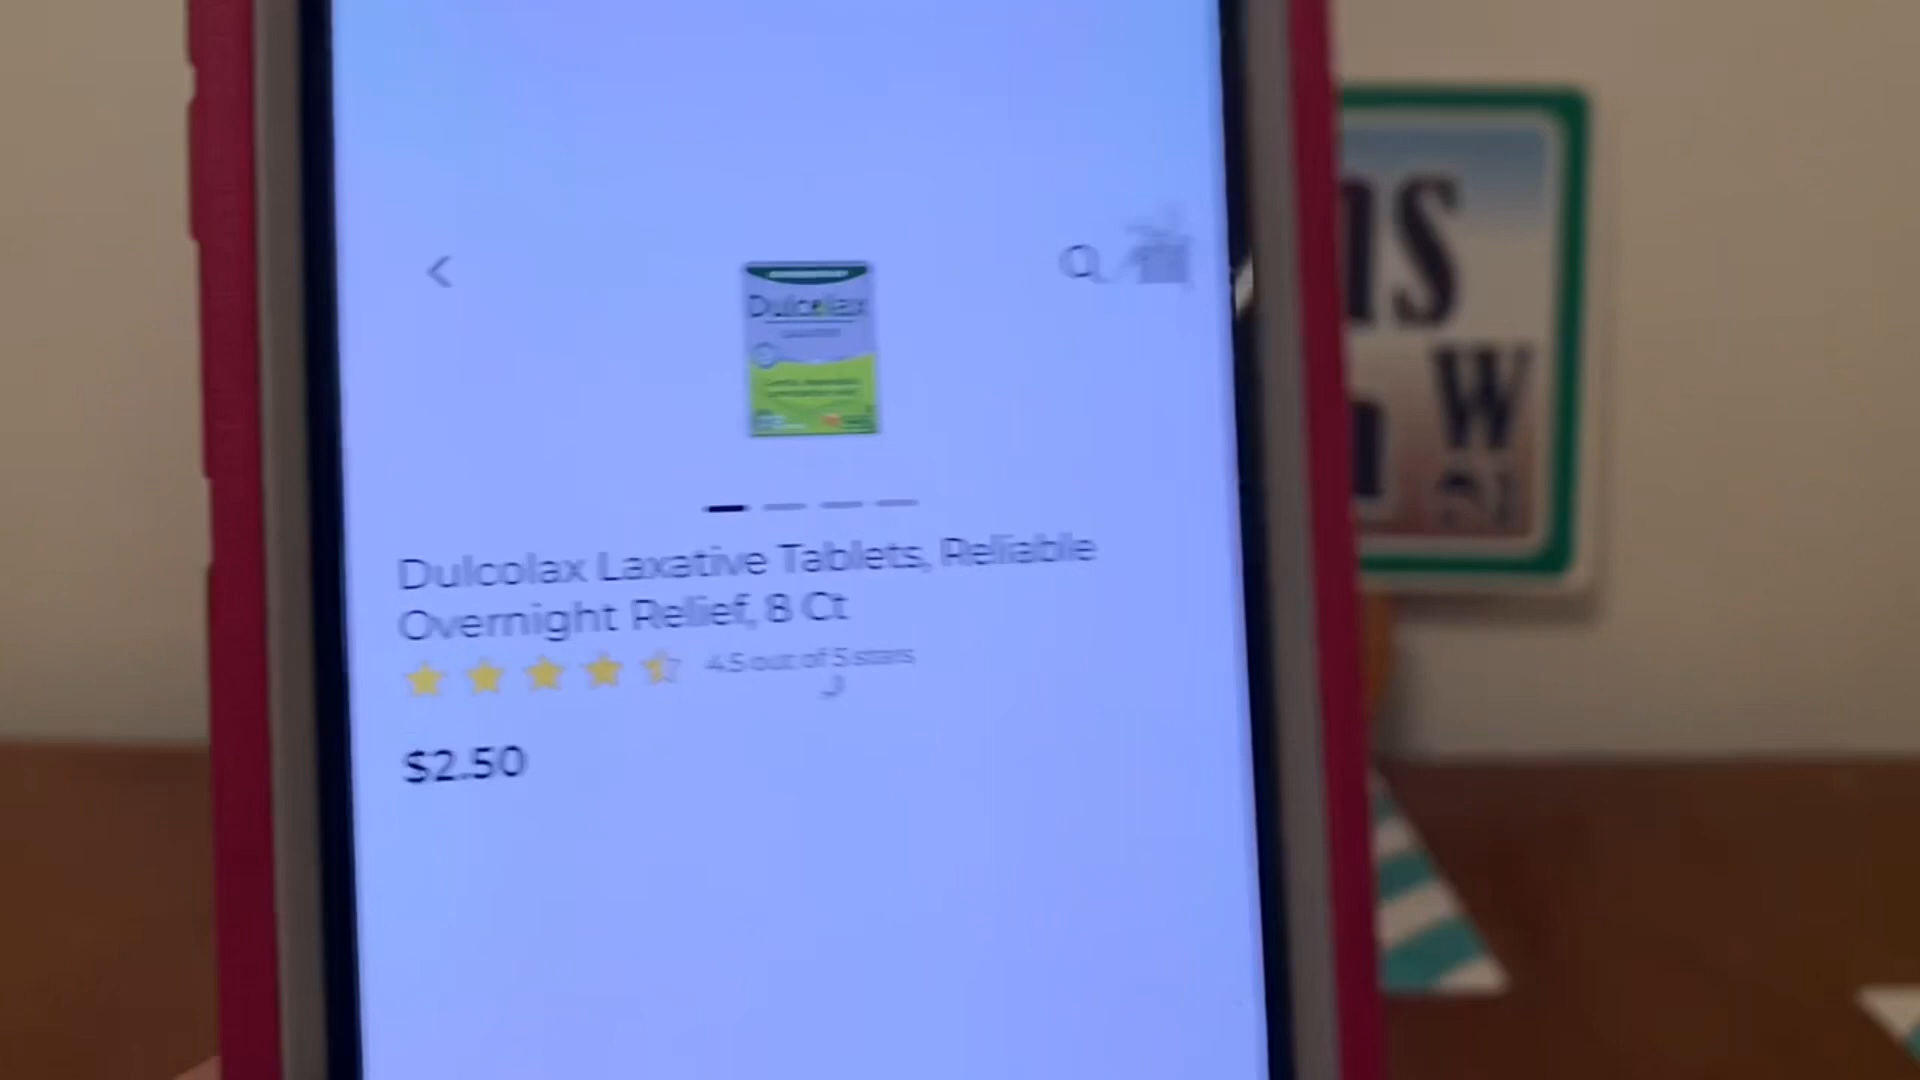 Dulcolax
Dulcolax Laxative Tablets, Reliable
Overnight Relief, 8 Ct
4.5 out of 5 stars
$2.50
W